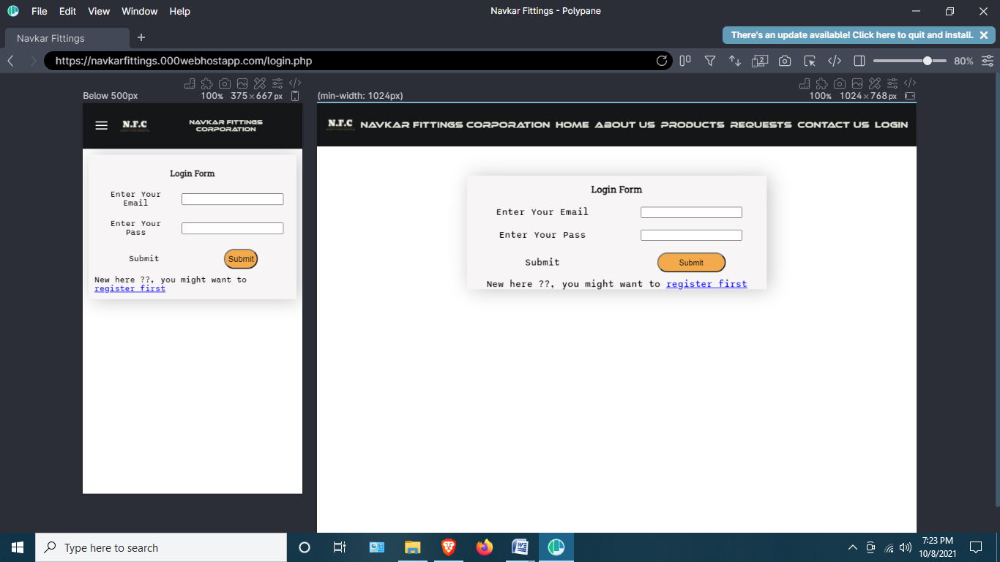 File Edit View Window Help
Navkar Fittings - Polypane
Navkar Fittings
There's an update available! Click here to quit and install.
https://navkarfittings.000webhostapp.com/login.php
80%
Below 500px
100% 375×667px
(min-width: 1024px)
100% 1024×768px
N.F.C
NAVKAR FITTINGS
CORPORATION
Login Form
Enter Your
Email
Enter Your
Pass
Submit Submit
New here ??, you might want to
register first
N.F.C NAVKAR FITTINGS CORPORATION HOME ABOUT US PRODUCTS REQUESTS CONTACT US LOGIN
Login Form
Enter Your Email
Enter Your Pass
Submit Submit
New here ??, you might want to register first
Type here to search
7:23 PM
10/8/2021